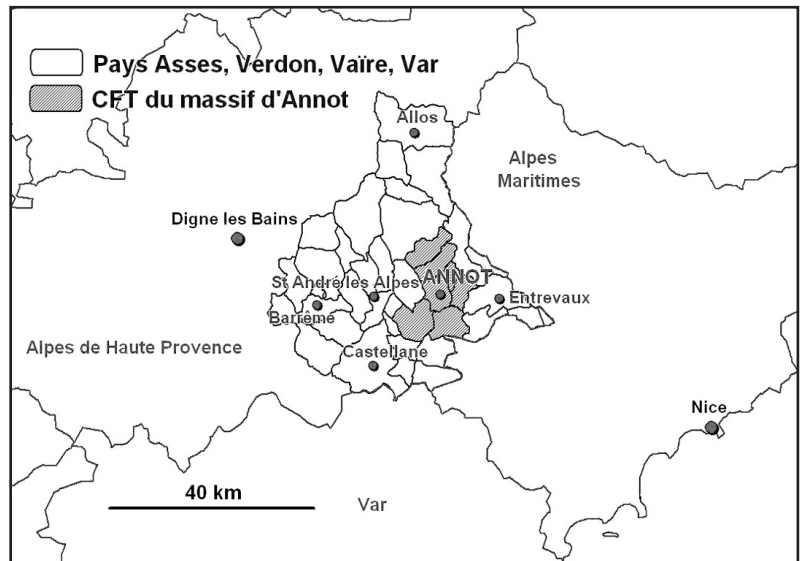 Pays Asses, Verdon, Vaïre, Var
CFT du massif d'Annot
Allos
Alpes
Maritimes
Digne les Bains
St André les Alpes
ANNOT
Entrevaux
Barrême
Alpes de Haute Provence
Castellane
Nice
40 km
Var